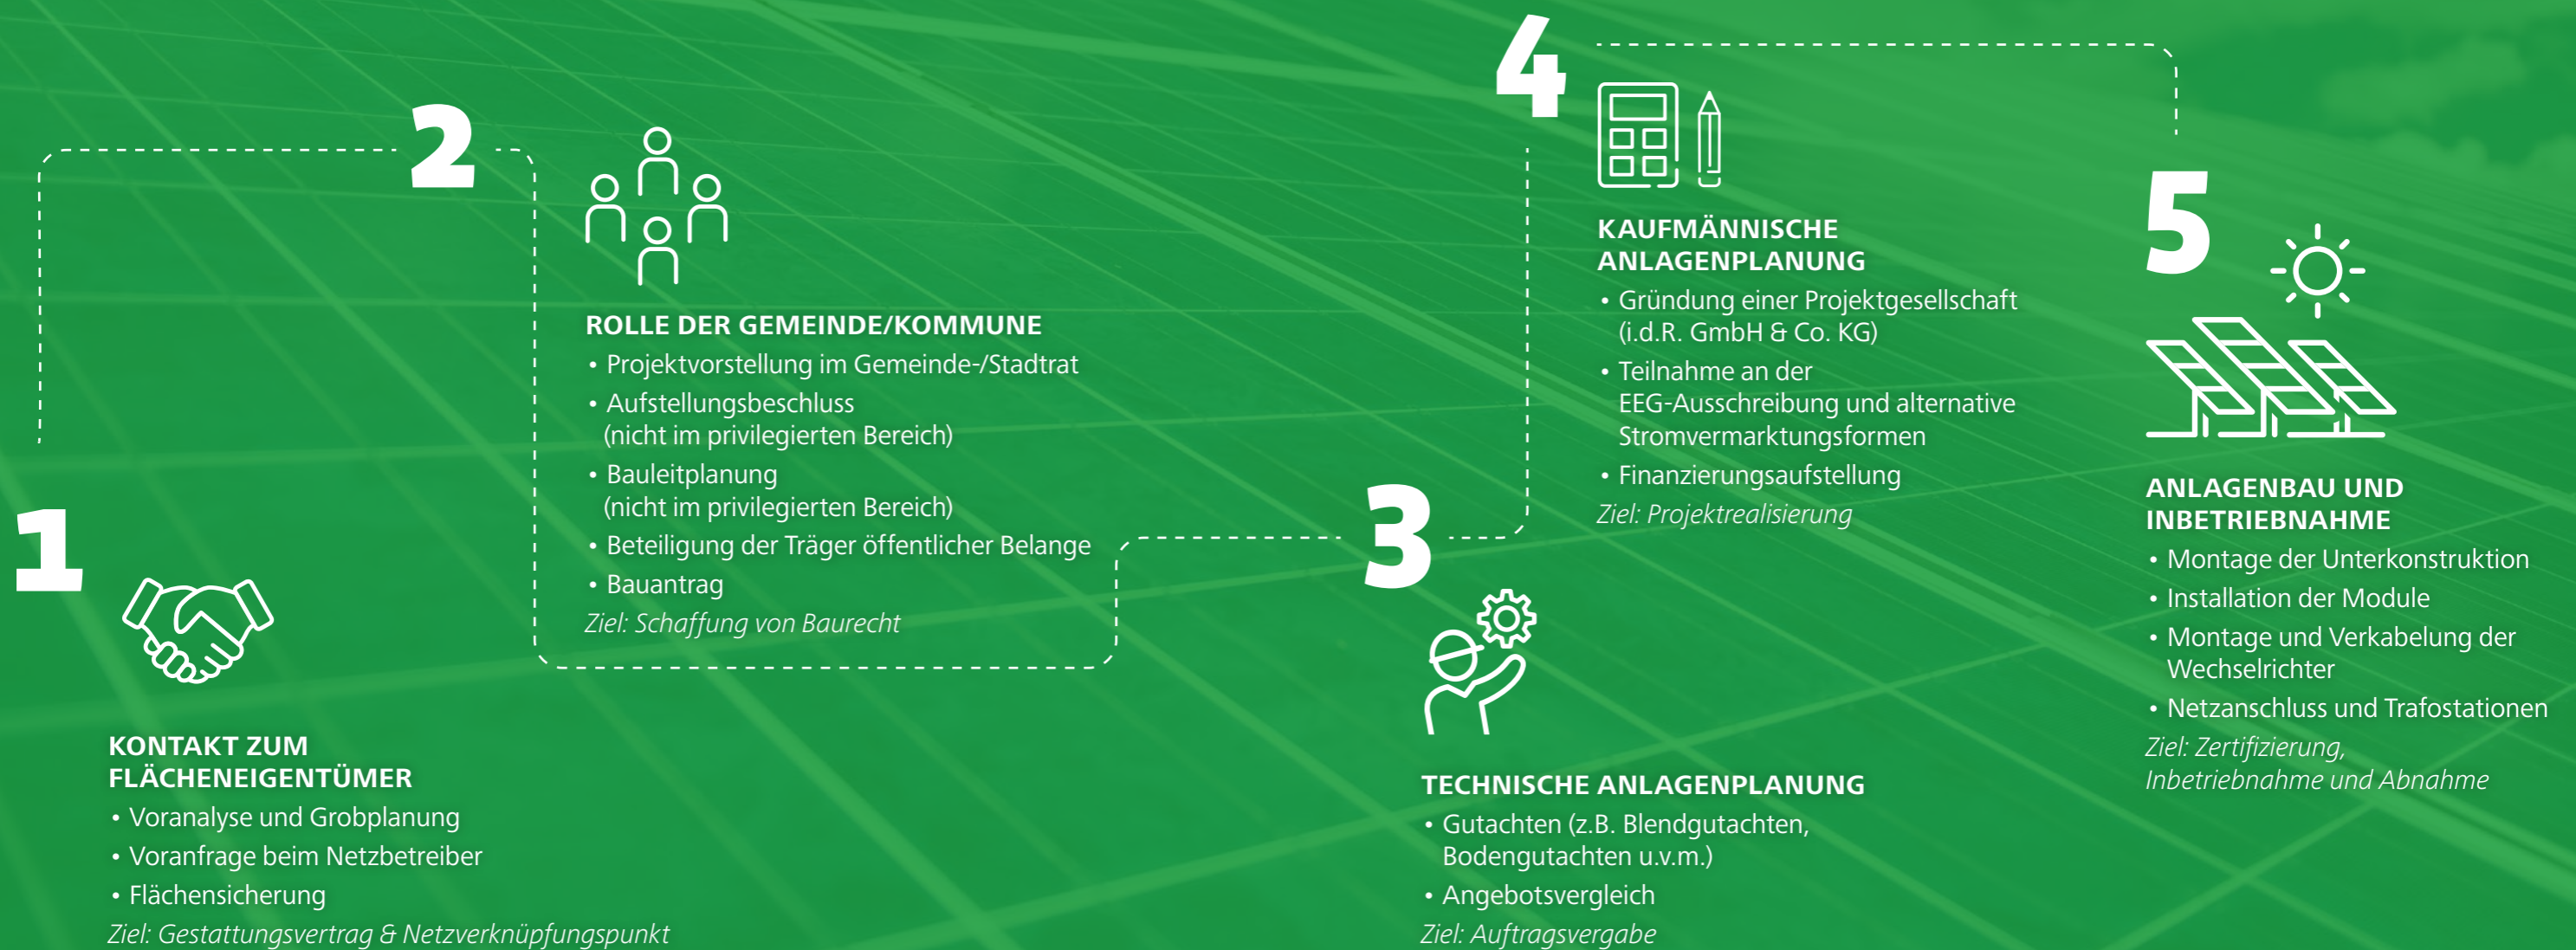 1
KONTAKT ZUM
FLÄCHENEIGENTÜMER
• Voranalyse und Grobplanung
• Voranfrage beim Netzbetreiber
• Flächensicherung
Ziel: Gestattungsvertrag & Netzverknüpfungspunkt
2
ROLLE DER GEMEINDE/KOMMUNE
• Projektvorstellung im Gemeinde-/Stadtrat
• Aufstellungsbeschluss
(nicht im privilegierten Bereich)
• Bauleitplanung
(nicht im privilegierten Bereich)
• Beteiligung der Träger öffentlicher Belange
• Bauantrag
Ziel: Schaffung von Baurecht
3
TECHNISCHE ANLAGENPLANUNG
• Gutachten (z.B. Blendgutachten,
Bodengutachten u.v.m.)
• Angebotsvergleich
Ziel: Auftragsvergabe
4
KAUFMÄNNISCHE
ANLAGENPLANUNG
• Gründung einer Projektgesellschaft
(i.d.R. GmbH & Co. KG)
• Teilnahme an der
EEG-Ausschreibung und alternative
Stromvermarktungsformen
• Finanzierungsaufstellung
Ziel: Projektrealisierung
5
ANLAGENBAU UND
INBETRIEBNAHME
• Montage der Unterkonstruktion
• Installation der Module
• Montage und Verkabelung der
Wechselrichter
• Netzanschluss und Trafostationen
Ziel: Zertifizierung,
Inbetriebnahme und Abnahme